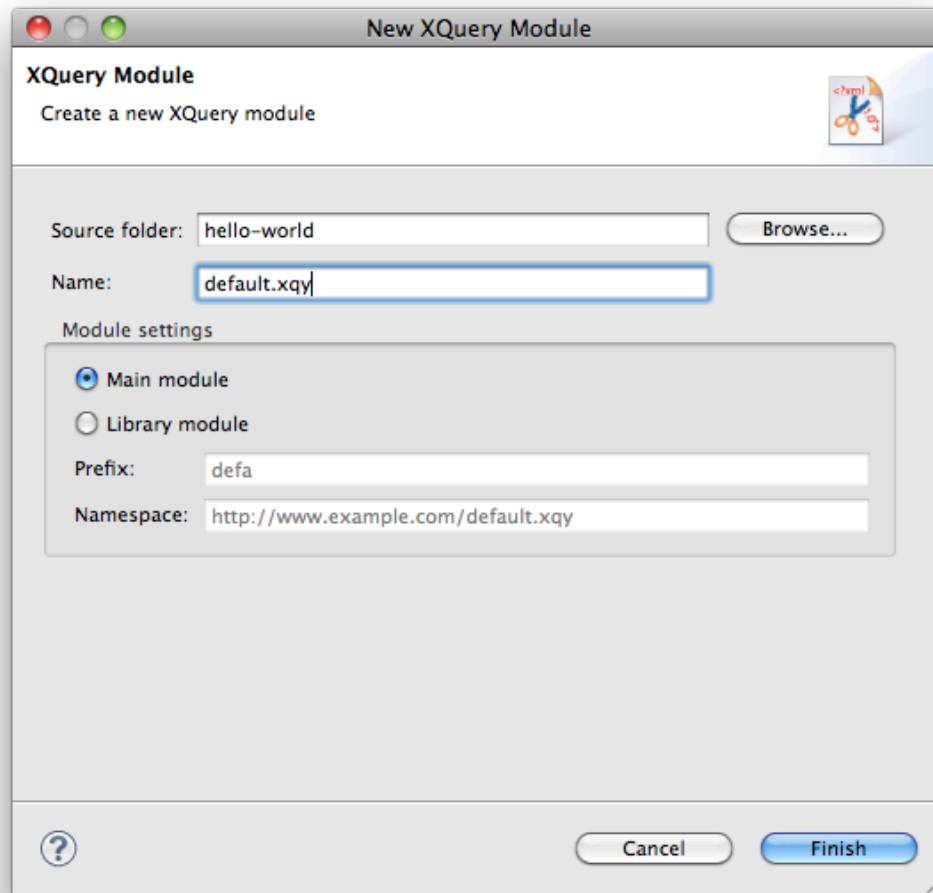 New XQuery Module
XQuery Module
Create a new XQuery module
<?xml
Source folder: hello-world Browse...
Name: default.xqy
Module settings
Main module
Library module
Prefix: defa
Namespace: http://www.example.com/default.xqy
? Cancel Finish